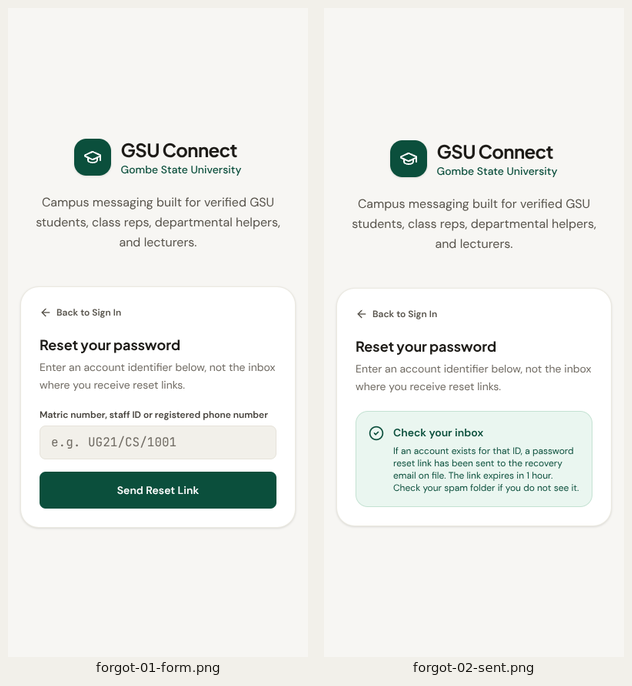 GSU Connect
Gombe State University
Campus messaging built for verified GSU
students, class reps, departmental helpers,
and lecturers.
Back to Sign In
Reset your password
Enter an account identifier below, not the inbox
where you receive reset links.
Matric number, staff ID or registered phone number
e.g. UG21/CS/1001
Send Reset Link
forgot-01-form.png
GSU Connect
Gombe State University
Campus messaging built for verified GSU
students, class reps, departmental helpers,
and lecturers.
Back to Sign In
Reset your password
Enter an account identifier below, not the inbox
where you receive reset links.
Check your inbox
If an account exists for that ID, a password
reset link has been sent to the recovery
email on file. The link expires in 1 hour.
Check your spam folder if you do not see it.
forgot-02-sent.png